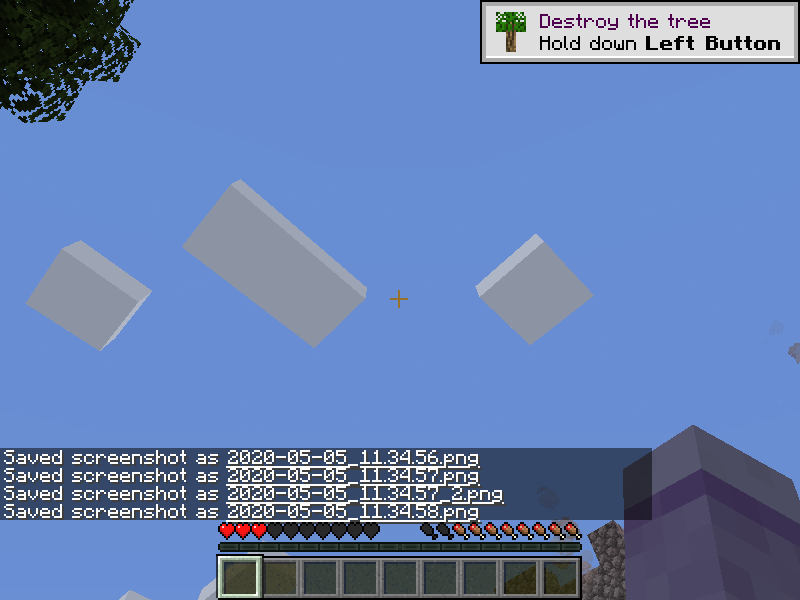 Destroy the tree
Hold down Left Button
Saved screenshot as 2020-05-05_11.34.56.png
Saved screenshot as 2020-05-05_11.34.57.png
Saved screenshot as 2020-05-05_11.34.57_2.png
Saved screenshot as 2020-05-05_11.34.58.png